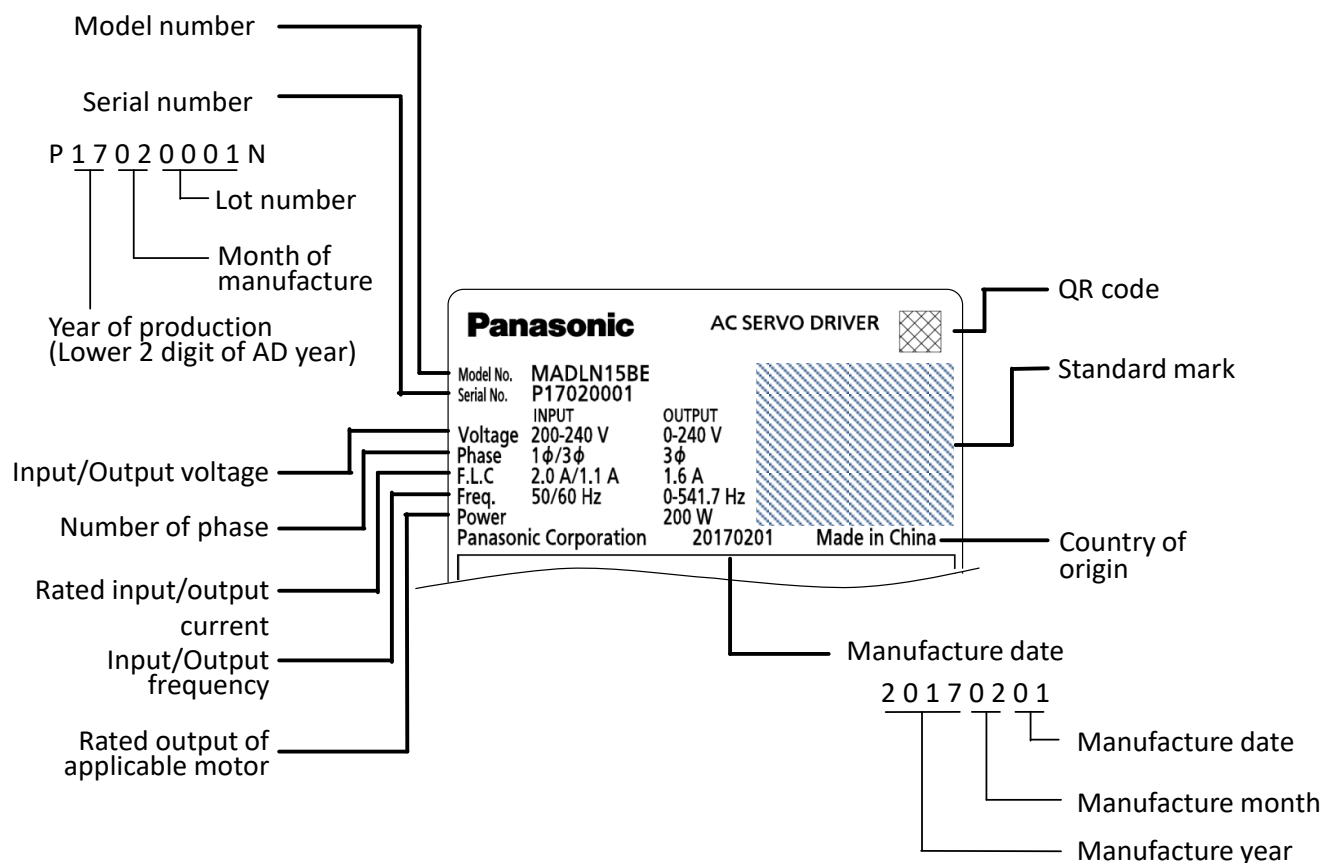 Model number
Serial number
P 1 7 0 2 0 0 0 1 N
Lot number
Month of
manufacture
Year of production
(Lower 2 digit of AD year)
Input/Output voltage
Number of phase
Rated input/output
current
Input/Output
frequency
Rated output of
applicable motor
Panasonic AC SERVO DRIVER
Model No. MADLN15BE
Serial No. P17020001
INPUT OUTPUT
Voltage 200-240 V 0-240 V
Phase 1ϕ/3ϕ 3ϕ
F.L.C 2.0 A/1.1 A 1.6 A
Freq. 50/60 Hz 0-541.7 Hz
Power 200 W
Panasonic Corporation 20170201 Made in China
QR code
Standard mark
Country of
origin
Manufacture date
2 0 1 7 0 2 0 1
Manufacture date
Manufacture month
Manufacture year